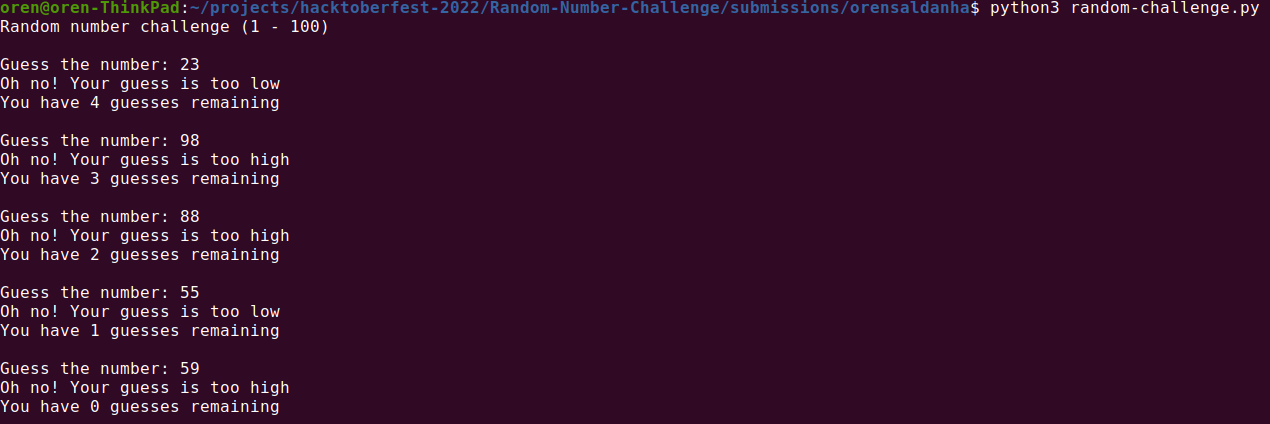 oren@oren-ThinkPad:~/projects/hacktoberfest-2022/Random-Number-Challenge/submissions/orensaldanha$ python3 random-challenge.py
Random number challenge (1 - 100)
Guess the number: 23
Oh no! Your guess is too low
You have 4 guesses remaining
Guess the number: 98
Oh no! Your guess is too high
You have 3 guesses remaining
Guess the number: 88
Oh no! Your guess is too high
You have 2 guesses remaining
Guess the number: 55
Oh no! Your guess is too low
You have 1 guesses remaining
Guess the number: 59
Oh no! Your guess is too high
You have 0 guesses remaining